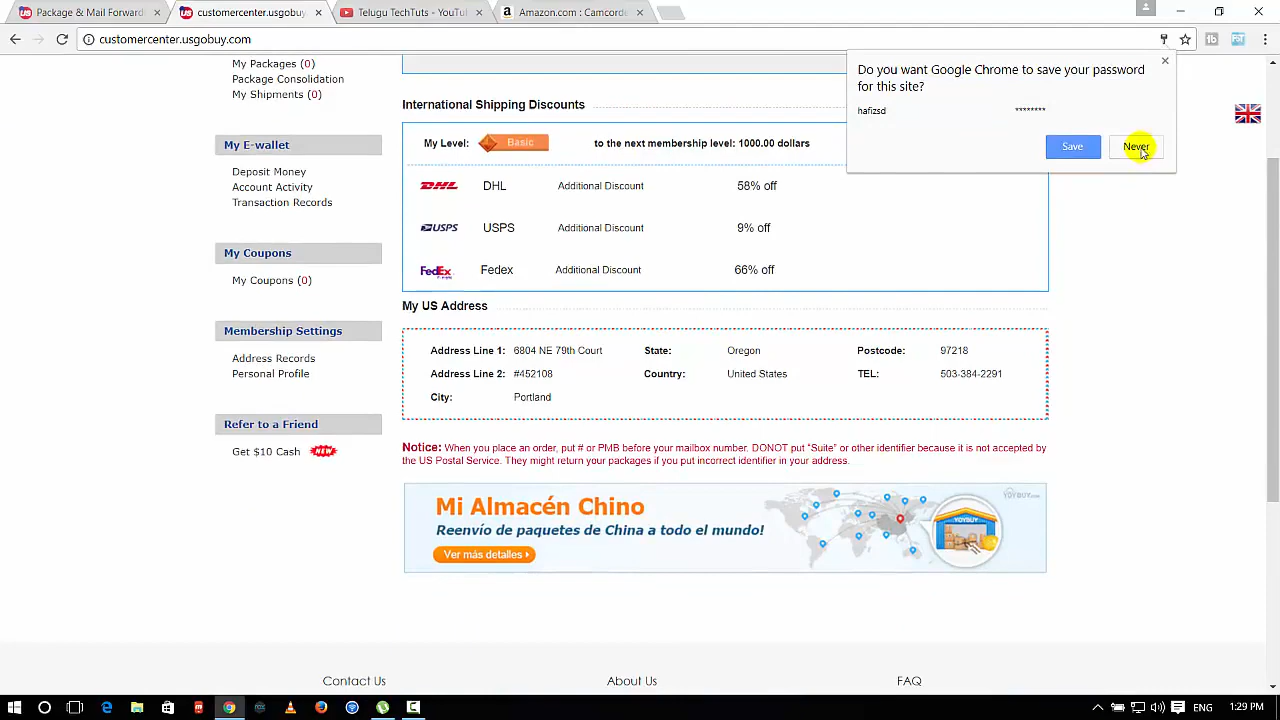 Package & Mail Forward
customercenter.usgobuy
Telugu TechTuts - YouTu
Amazon.com : Camcord
customercenter.usgobuy.com
Do you want Google Chrome to save your password
for this site?
hafizsd
********
Save
Never
My Packages (0)
Package Consolidation
My Shipments (0)
My E-wallet
Deposit Money
Account Activity
Transaction Records
My Coupons
My Coupons (0)
Membership Settings
Address Records
Personal Profile
Refer to a Friend
Get $10 Cash NEW
International Shipping Discounts
My Level: Basic to the next membership level: 1000.00 dollars
DHL DHL Additional Discount 58% off
USPS USPS Additional Discount 9% off
FedEx Fedex Additional Discount 66% off
My US Address
Address Line 1: 6804 NE 79th Court State: Oregon Postcode: 97218
Address Line 2: #452108 Country: United States TEL: 503-384-2291
City: Portland
Notice: When you place an order, put # or PMB before your mailbox number. DONOT put "Suite" or other identifier because it is not accepted by
the US Postal Service. They might return your packages if you put incorrect identifier in your address.
Mi Almacén Chino
Reenvío de paquetes de China a todo el mundo!
Ver más detalles
YOYBUY.com
YOYBUY
Contact Us
About Us
FAQ
ENG
1:29 PM